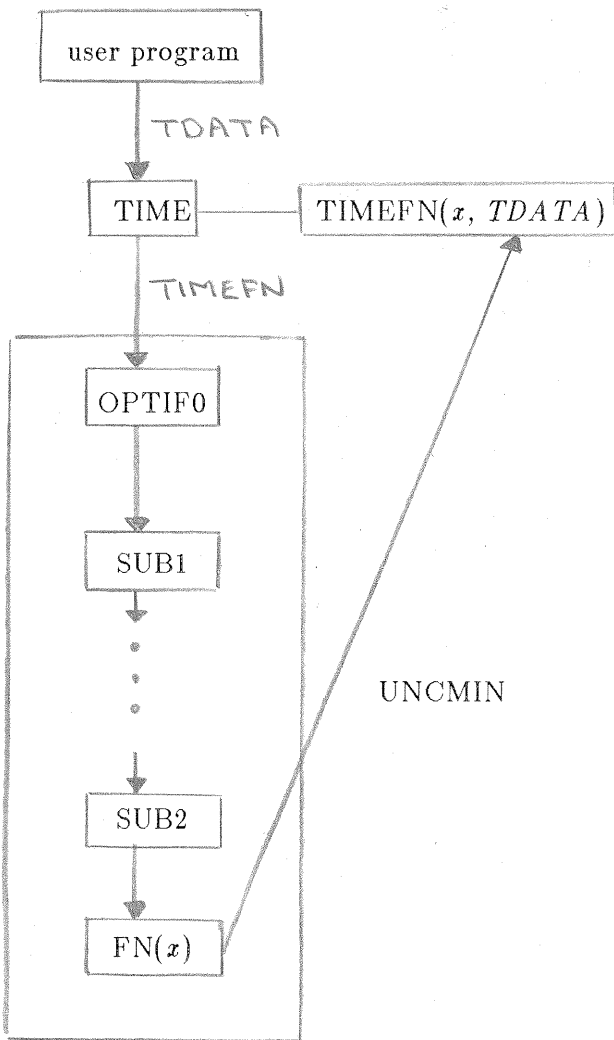 user program
TDATA
TIME
TIMEFN(x, TDATA)
TIMEFN
OPTIF0
SUB1
UNCMIN
SUB2
FN(x)